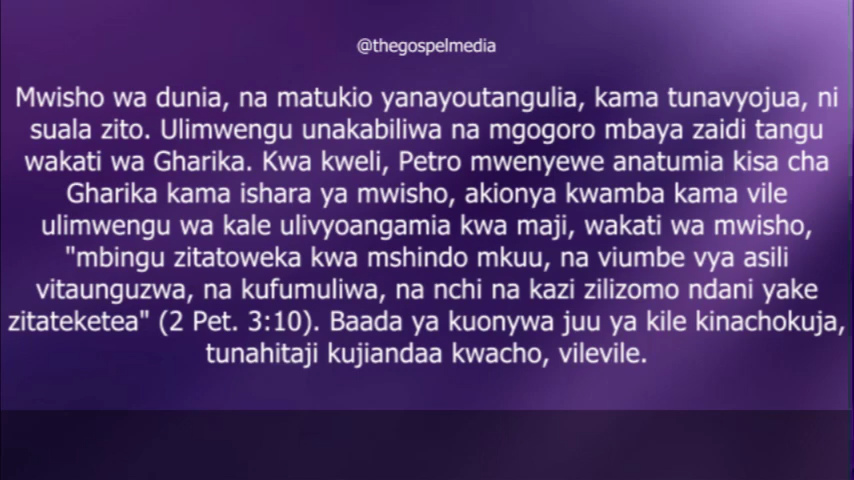 @thegospelmedia
Mwisho wa dunia, na matukio yanayoutangulia, kama tunavyojua, ni
suala zito. Ulimwengu unakabiliwa na mgogoro mbaya zaidi tangu
wakati wa Gharika. Kwa kweli, Petro mwenyewe anatumia kisa cha
Gharika kama ishara ya mwisho, akionya kwamba kama vile
ulimwengu wa kale ulivyoangamia kwa maji, wakati wa mwisho,
"mbingu zitatoweka kwa mshindo mkuu, na viumbe vya asili
vitaunguzwa, na kufumuliwa, na nchi na kazi zilizomo ndani yake
zitateketea" (2 Pet. 3:10). Baada ya kuonywa juu ya kile kinachokuja,
tunahitaji kujiandaa kwacho, vilevile.